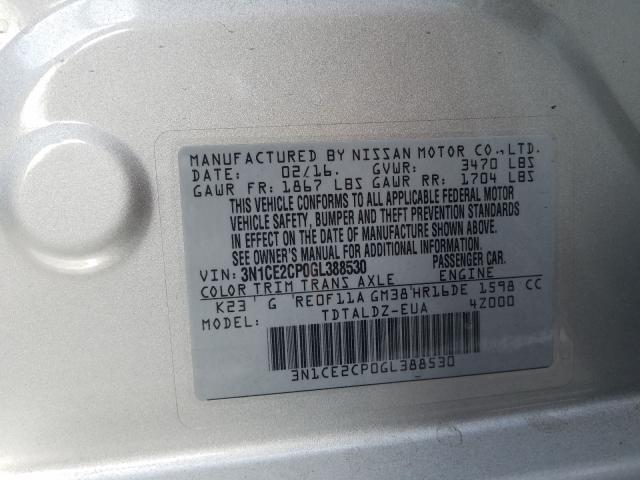 MANUFACTURED BY NISSAN MOTOR CO.,LTD.
DATE: 02/16. GVWR: 3470 LBS
GAWR FR: 1867 LBS GAWR RR: 1704 LBS
THIS VEHICLE CONFORMS TO ALL APPLICABLE FEDERAL MOTOR
VEHICLE SAFETY, BUMPER AND THEFT PREVENTION STANDARDS
IN EFFECT ON THE DATE OF MANUFACTURE SHOWN ABOVE.
SEE OWNER'S MANUAL FOR ADDITIONAL INFORMATION
VIN: 3N1CE2CP0GL388530 PASSENGER CAR.
COLOR TRIM TRANS AXLE ENGINE
K23 ' G 'RE0F11A GM38'HR16DE 1598 CC
MODEL: TDTALDZ-EUA 4Z000
3N1CE2CP0GL388530